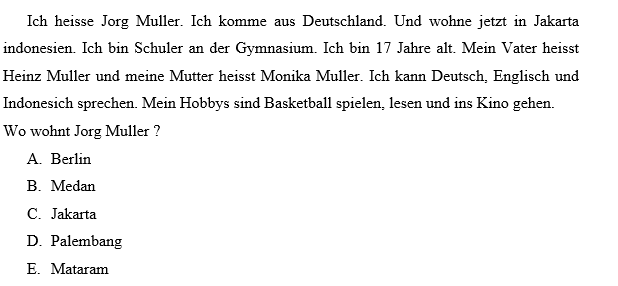 Ich heisse Jorg Muller. Ich komme aus Deutschland. Und wohne jetzt in Jakarta
indonesien. Ich bin Schuler an der Gymnasium. Ich bin 17 Jahre alt. Mein Vater heisst
Heinz Muller und meine Mutter heisst Monika Muller. Ich kann Deutsch, Englisch und
Indonesich sprechen. Mein Hobbys sind Basketball spielen, lesen und ins Kino gehen.
Wo wohnt Jorg Muller ?
A. Berlin
B. Medan
C. Jakarta
D. Palembang
E. Mataram